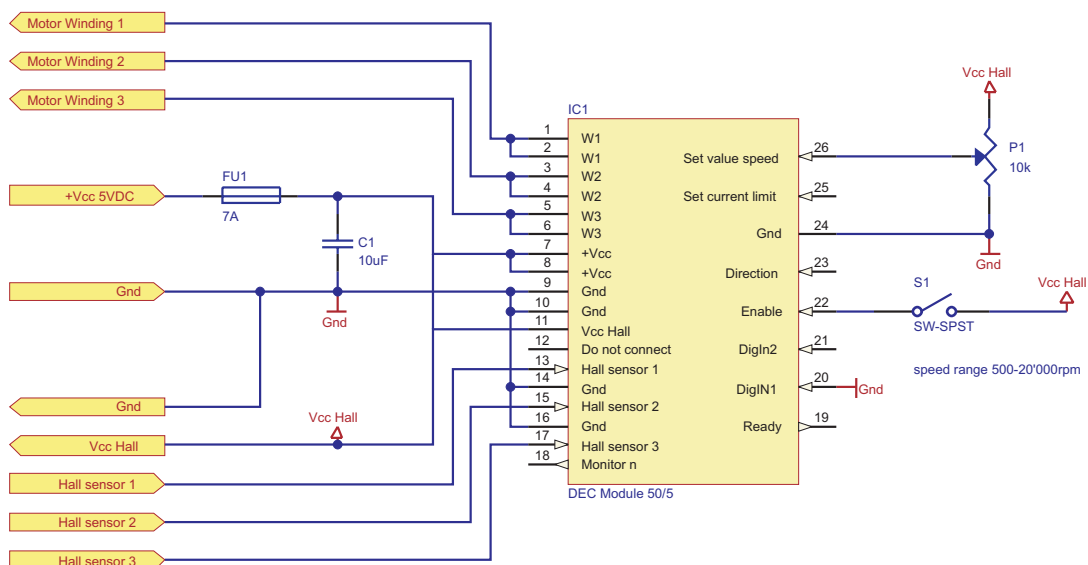 Motor Winding 1
Motor Winding 2
Motor Winding 3
+Vcc 5VDC
FU1
7A
C1
10uF
Gnd
Gnd
Gnd
Vcc Hall
Vcc Hall
Hall sensor 1
Hall sensor 2
Hall sensor 3
IC1
1 W1
2 W1
3 W2
4 W2
5 W3
6 W3
7 +Vcc
8 +Vcc
9 Gnd
10 Gnd
11 Vcc Hall
12 Do not connect
13 Hall sensor 1
14 Gnd
15 Hall sensor 2
16 Gnd
17 Hall sensor 3
18 Monitor n
Set value speed 26
Set current limit 25
Gnd 24
Direction 23
Enable 22
DigIn2 21
DigIN1 20
Ready 19
DEC Module 50/5
Vcc Hall
P1
10k
Gnd
S1
SW-SPST
Vcc Hall
speed range 500-20'000rpm
Gnd